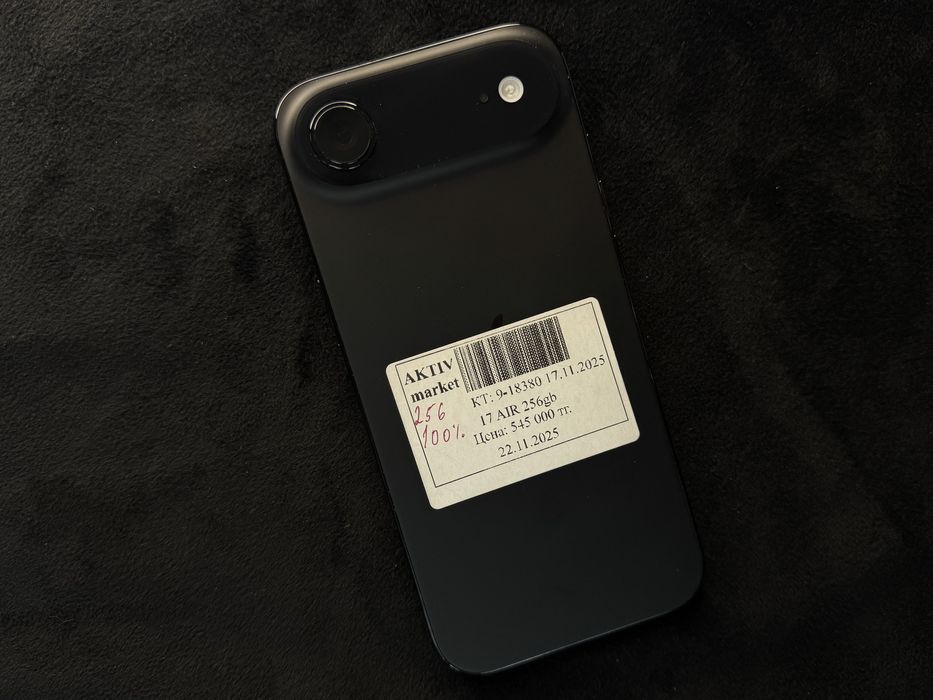 AKTIV
market
256
100%
КТ: 9-18380 17.11.2025
17 AIR 256gb
Цена: 545 000 тг.
22.11.2025